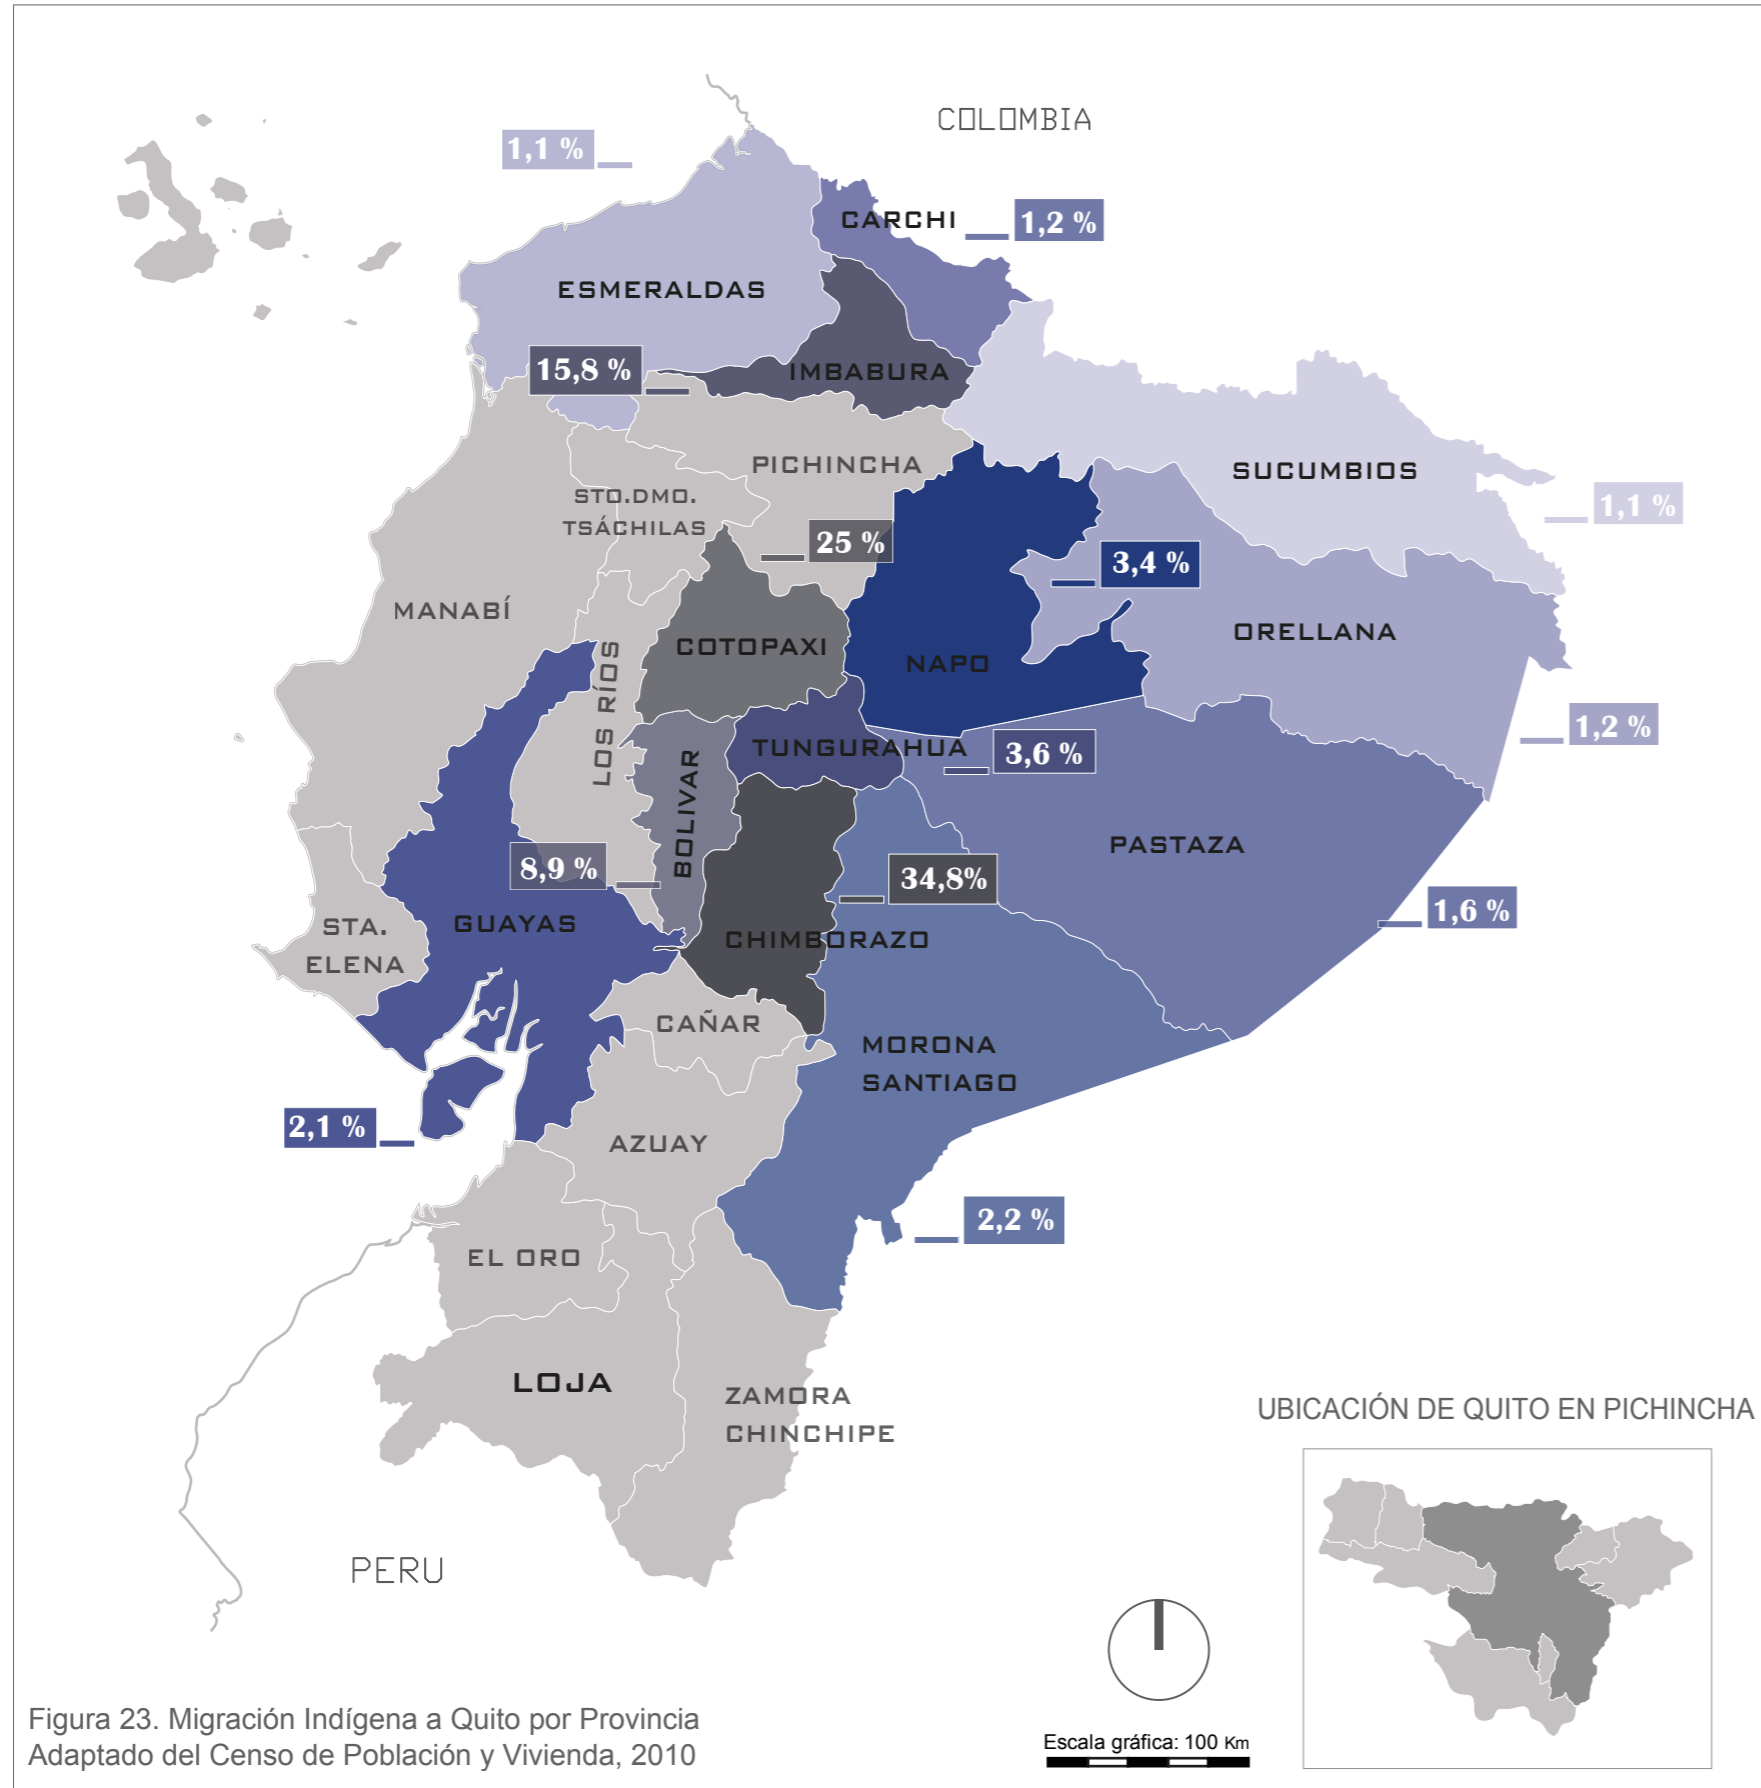 COLOMBIA
1,1 %
CARCHI
1,2 %
ESMERALDAS
15,8 %
IMBABURA
PICHINCHA
SUCUMBIOS
STO.DMO.
TSÁCHILAS
1,1 %
25 %
3,4 %
MANABÍ
ORELLANA
COTOPAXI
NAPO
LOS RÍOS
1,2 %
TUNGURAHUA
3,6 %
BOLIVAR
PASTAZA
8,9 %
34,8%
1,6 %
STA.
ELENA
GUAYAS
CHIMBORAZO
CAÑAR
MORONA
SANTIAGO
2,1 %
AZUAY
2,2 %
EL ORO
LOJA
ZAMORA
CHINCHIPE
UBICACIÓN DE QUITO EN PICHINCHA
PERU
Figura 23. Migración Indígena a Quito por Provincia
Adaptado del Censo de Población y Vivienda, 2010
Escala gráfica: 100 Km